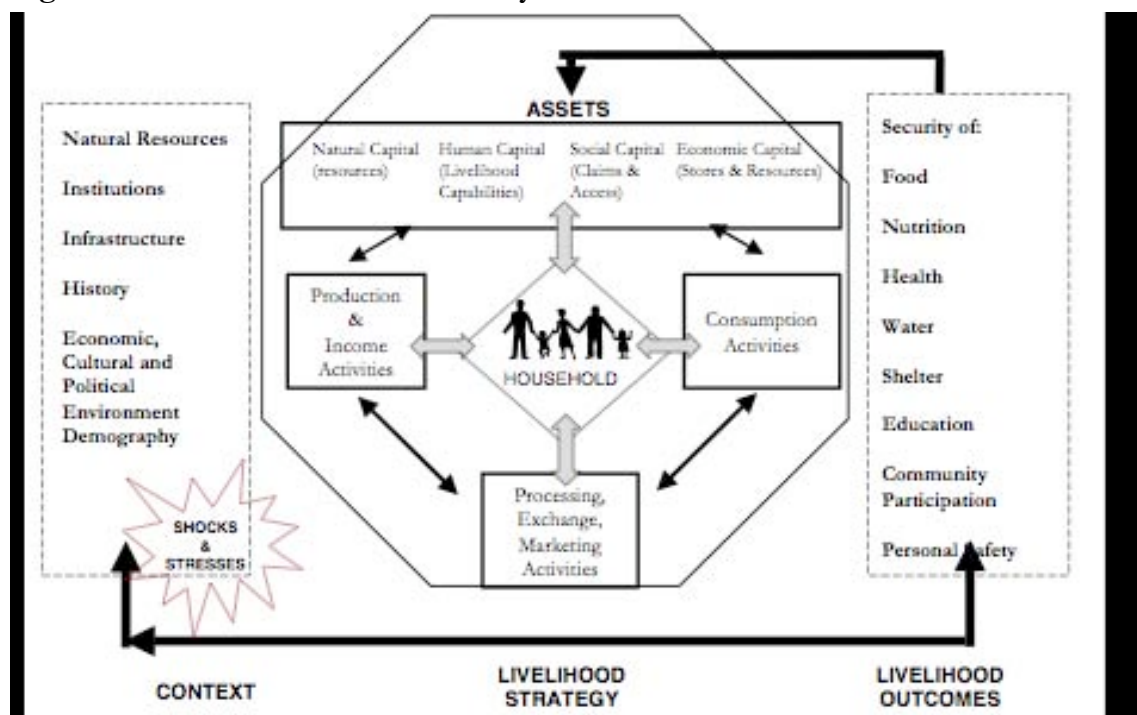 Natural Resources
Institutions
Infrastructure
History
Economic,
Cultural and
Political
Environment
Demography
SHOCKS
&
STRESSES
CONTEXT
ASSETS
Natural Capital
(resources)
Human Capital
(Livelihood
Capabilities)
Social Capital
(Claims &
Access)
Economic Capital
(Stores & Resources)
Production
&
Income
Activities
HOUSEHOLD
Consumption
Activities
Processing,
Exchange,
Marketing
Activities
LIVELIHOOD
STRATEGY
Security of:
Food
Nutrition
Health
Water
Shelter
Education
Community
Participation
Personal Safety
LIVELIHOOD
OUTCOMES